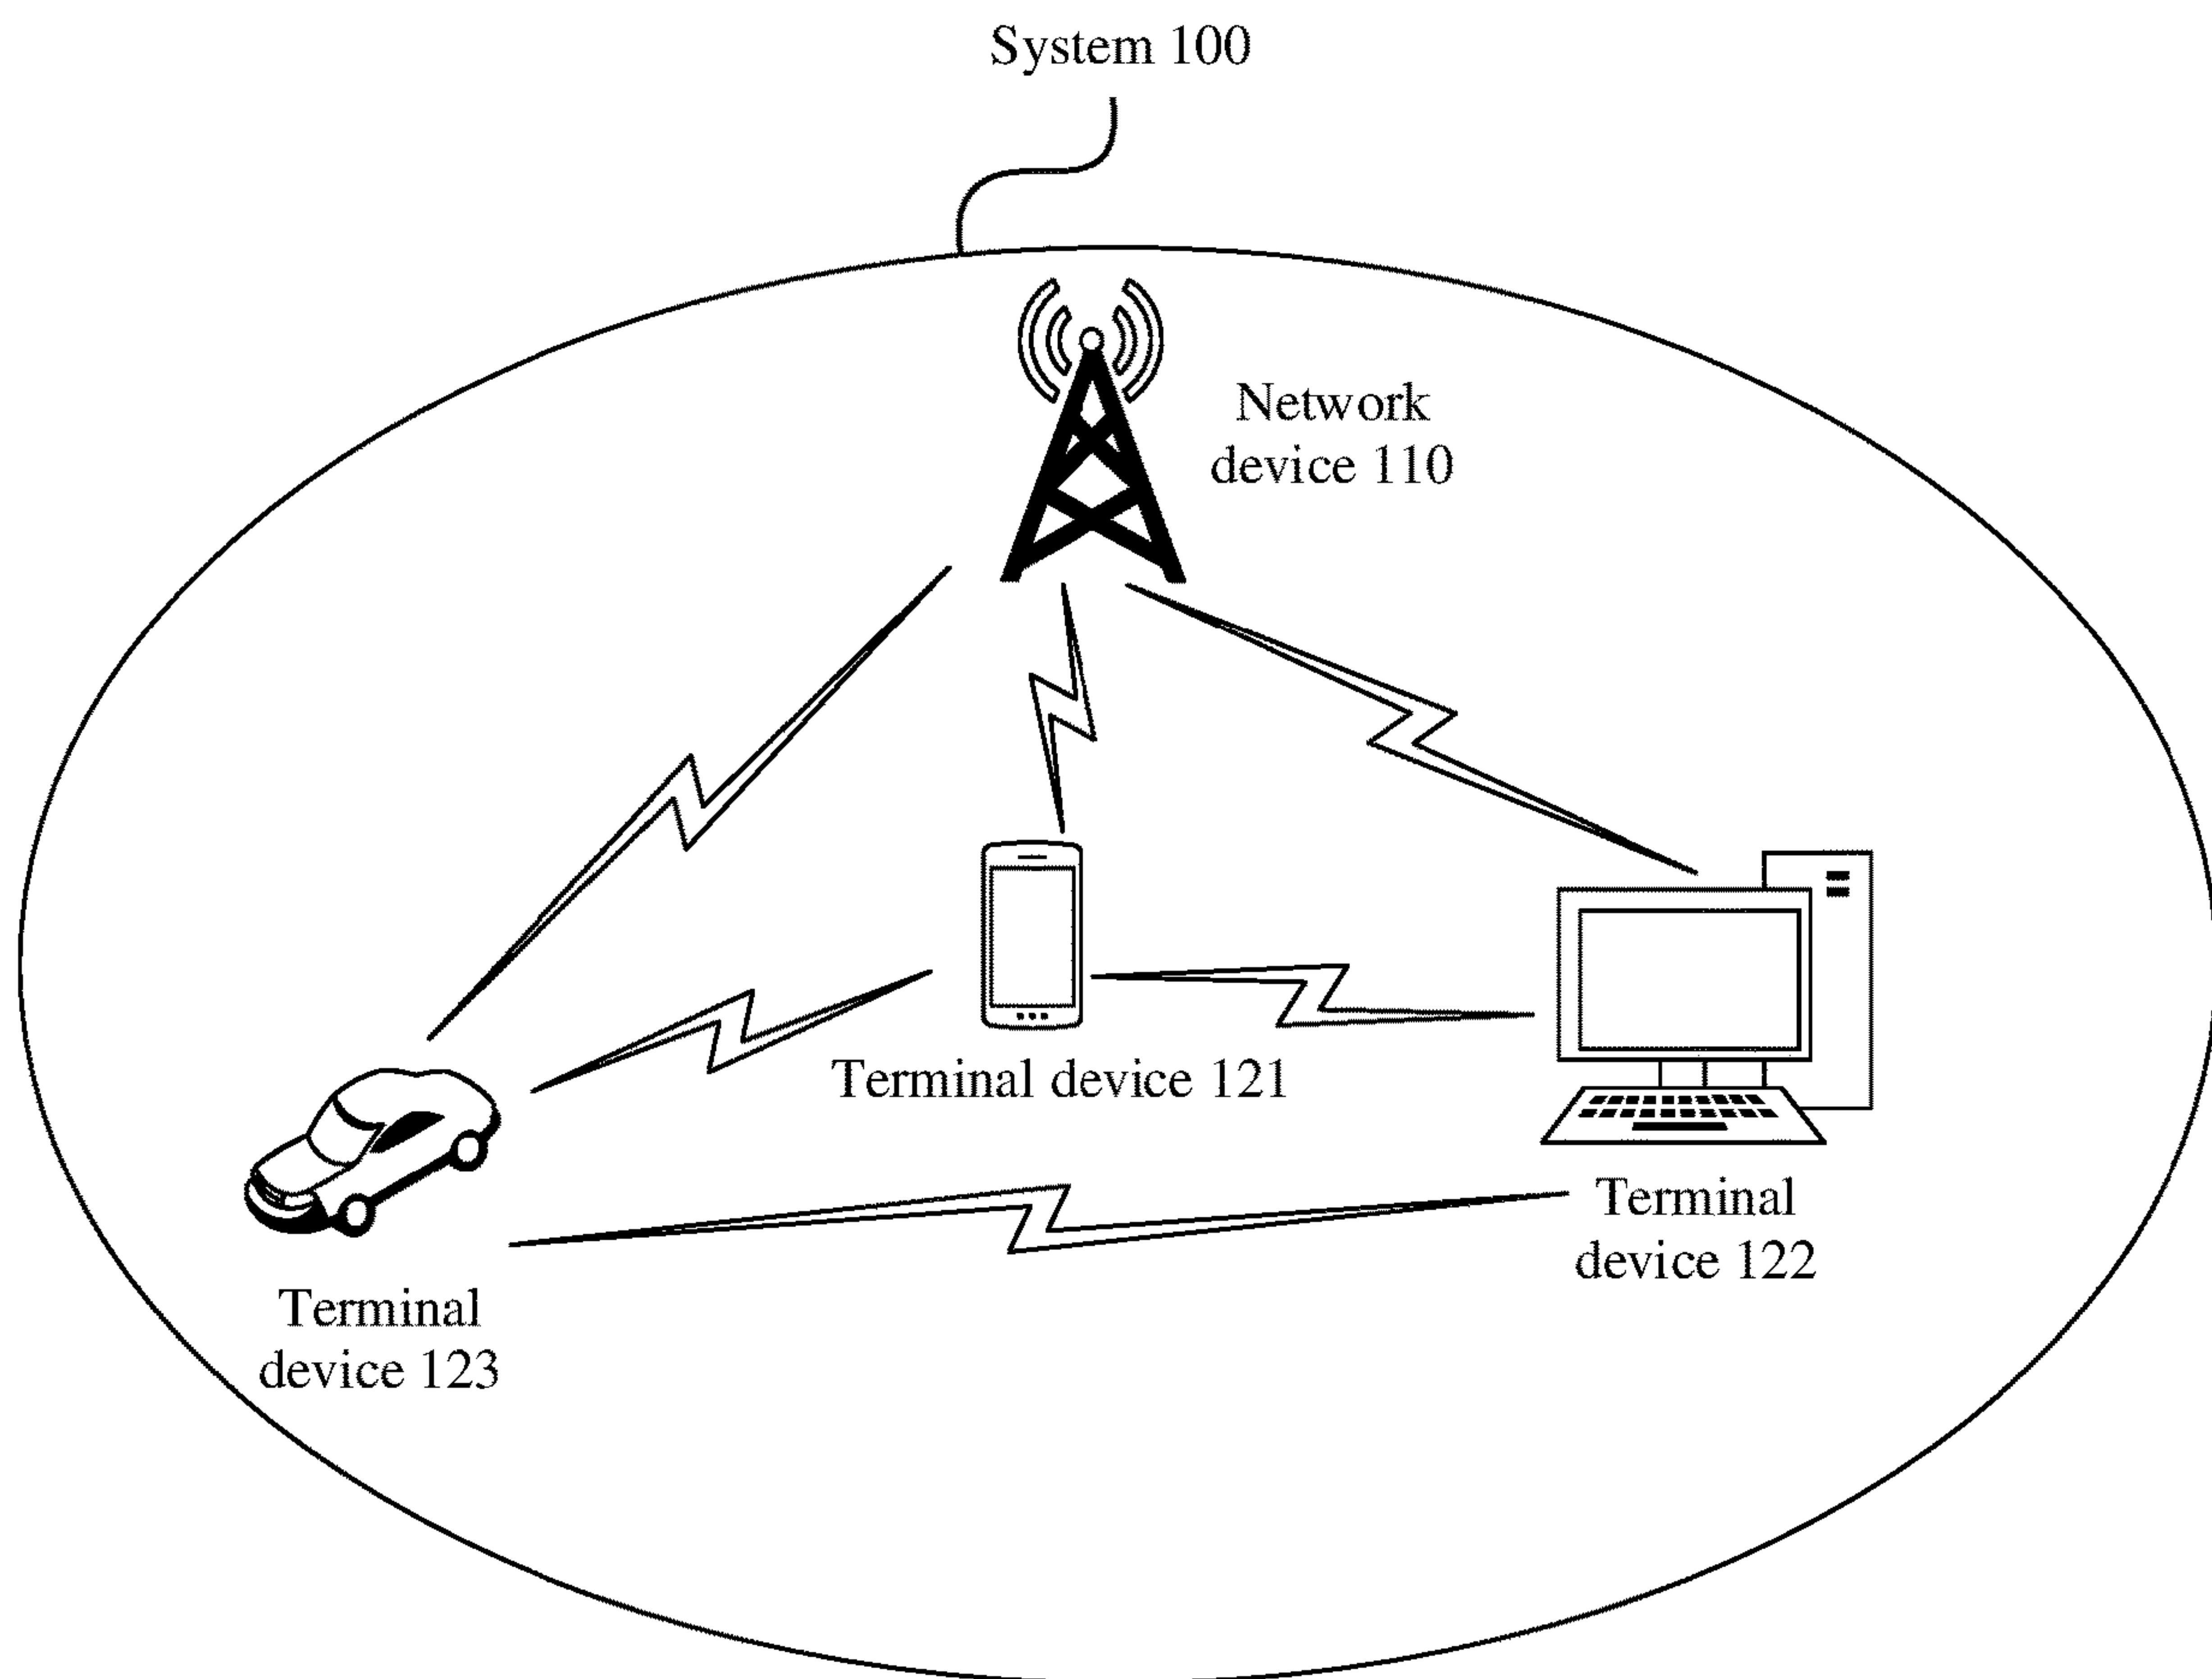 System 100
Network
device 110
Terminal device 121
Terminal
device 122
Terminal
device 123